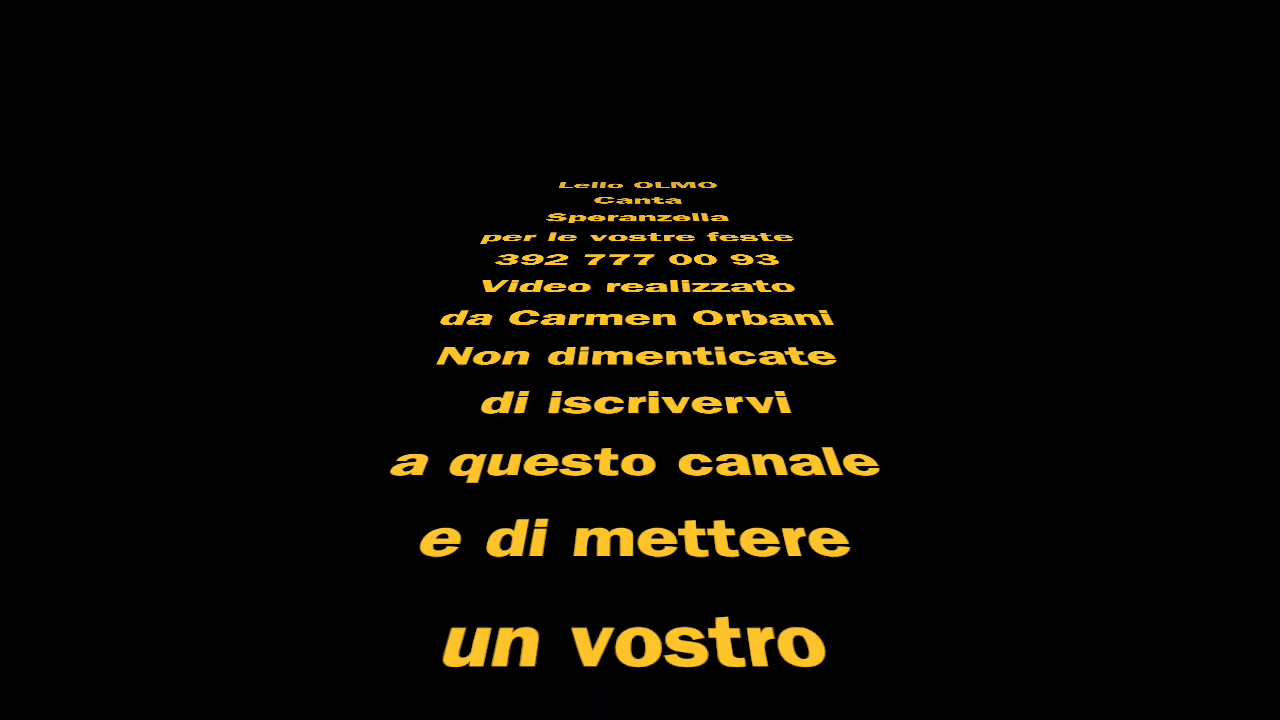 Lello OLMO
Canta
Speranzella
per le vostre feste
392 777 00 93
Video realizzato
da Carmen Orbani
Non dimenticate
di iscrivervi
a questo canale
e di mettere
un vostro